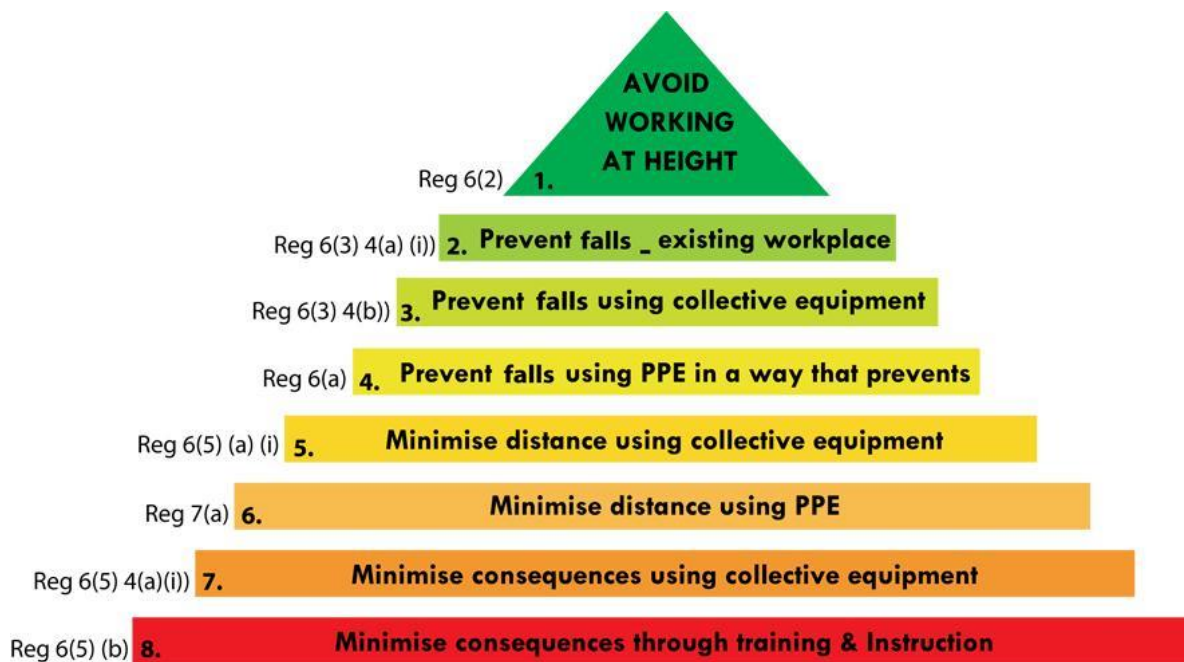 AVOID
WORKING
AT HEIGHT
Reg 6(2) 1.
Reg 6(3) 4(a) (i)) 2. Prevent falls _ existing workplace
Reg 6(3) 4(b)) 3. Prevent falls using collective equipment
Reg 6(a) 4. Prevent falls using PPE in a way that prevents
Reg 6(5) (a) (i) 5. Minimise distance using collective equipment
Reg 7(a) 6. Minimise distance using PPE
Reg 6(5) 4(a)(i)) 7. Minimise consequences using collective equipment
Reg 6(5) (b) 8. Minimise consequences through training & Instruction